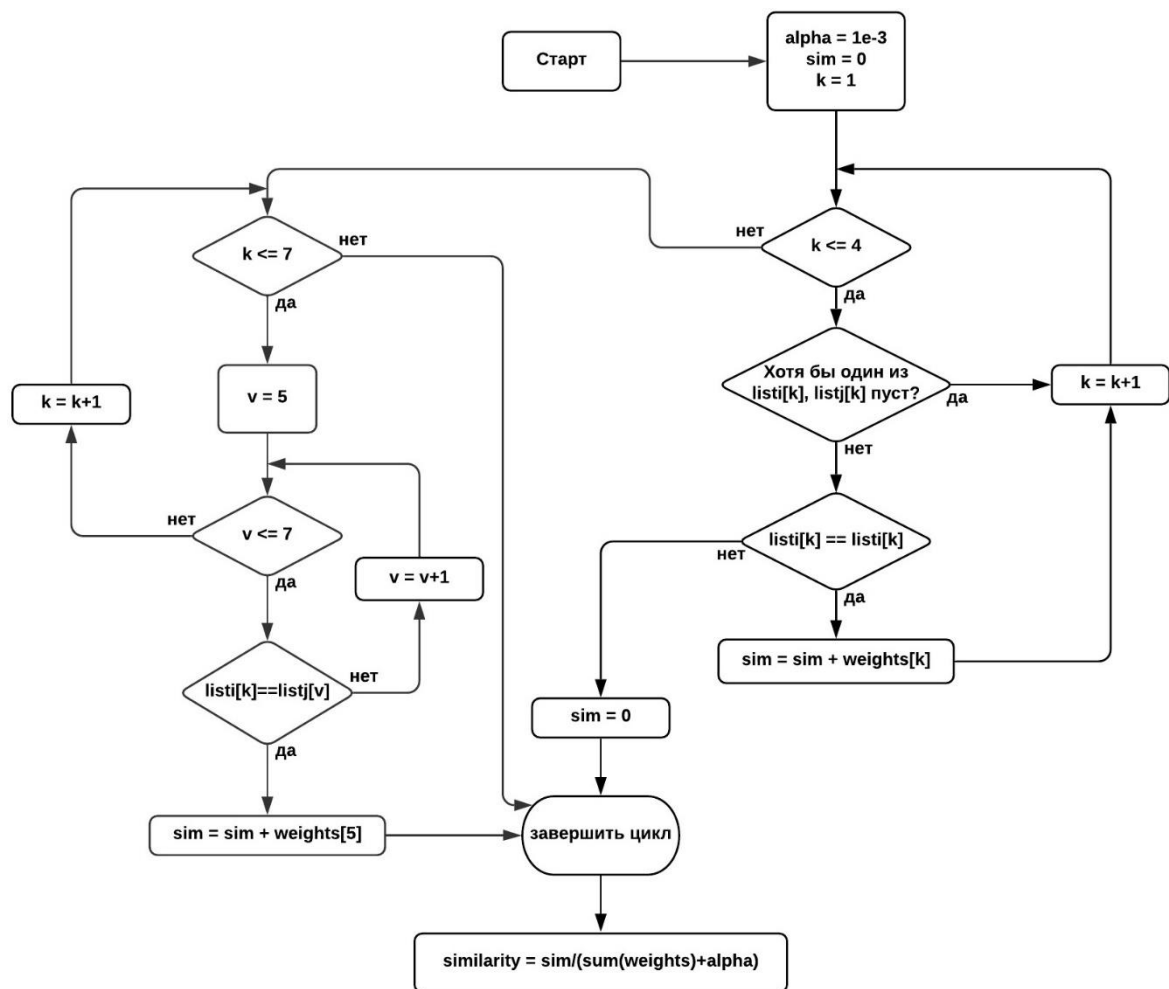 Старт
alpha = 1e-3
sim = 0
k = 1
k <= 4
нет
да
Хотя бы один из
listi[k], listj[k] пуст?
да
нет
k = k+1
listi[k] == listi[k]
нет
да
sim = sim + weights[k]
sim = 0
k <= 7
нет
да
v = 5
k = k+1
v <= 7
нет
да
v = v+1
listi[k]==listj[v]
нет
да
sim = sim + weights[5]
завершить цикл
similarity = sim/(sum(weights)+alpha)